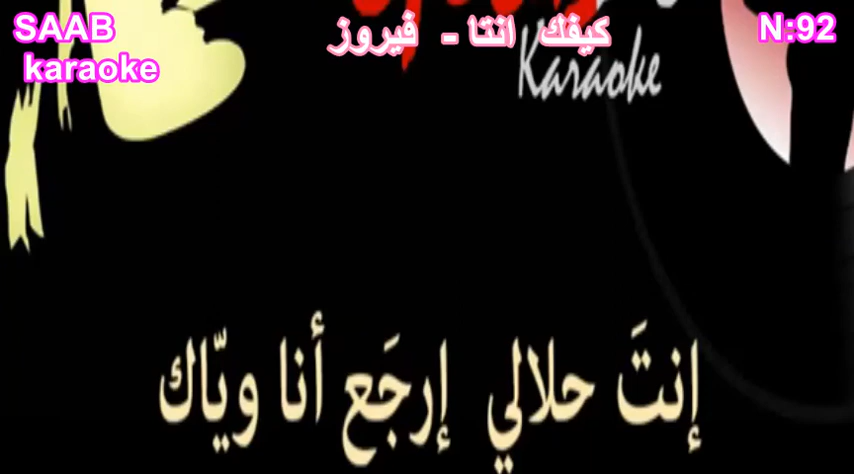 SAAB
karaoke
كيفك انتا - فيروز
N:92
Karaoke
إنتَ حلالي إرجَع أنا ويّاك